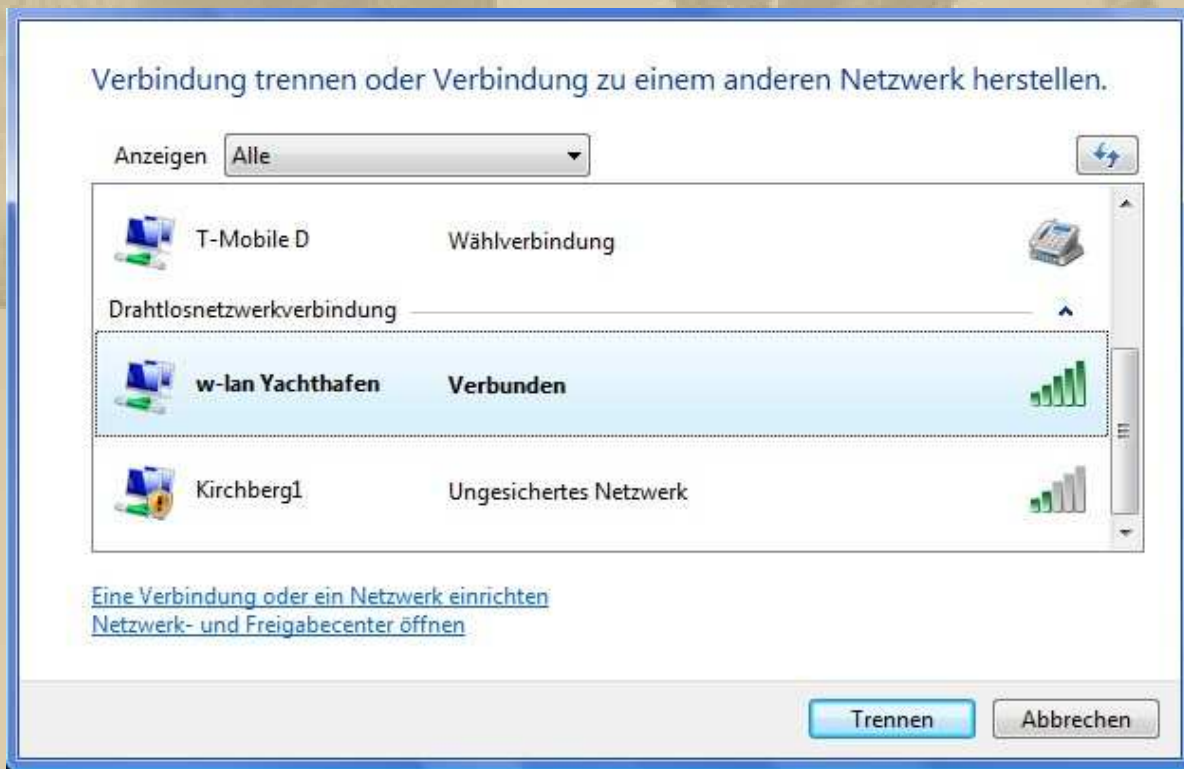 Verbindung trennen oder Verbindung zu einem anderen Netzwerk herstellen.
Anzeigen Alle
T-Mobile D Wählverbindung
Drahtlosnetzwerkverbindung
w-lan Yachthafen Verbunden
Kirchberg1 Ungesichertes Netzwerk
Eine Verbindung oder ein Netzwerk einrichten
Netzwerk- und Freigabecenter öffnen
Trennen Abbrechen